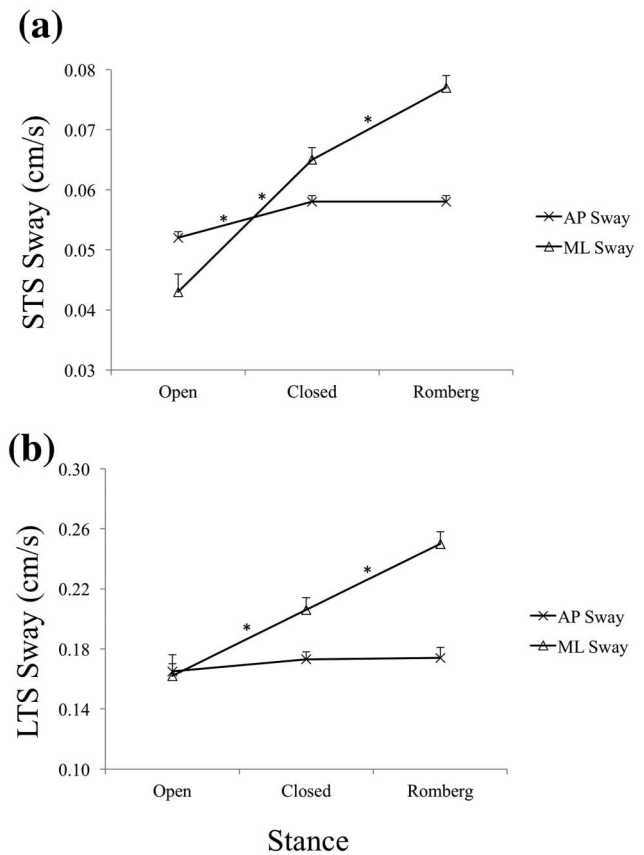 (a)
0.08
0.07
0.06
0.05
0.04
0.03
STS Sway (cm/s)
*
*
*
Open
Closed
Romberg
AP Sway
ML Sway
(b)
0.30
0.26
0.22
0.18
0.14
0.10
LTS Sway (cm/s)
*
*
Open
Closed
Romberg
AP Sway
ML Sway
Stance